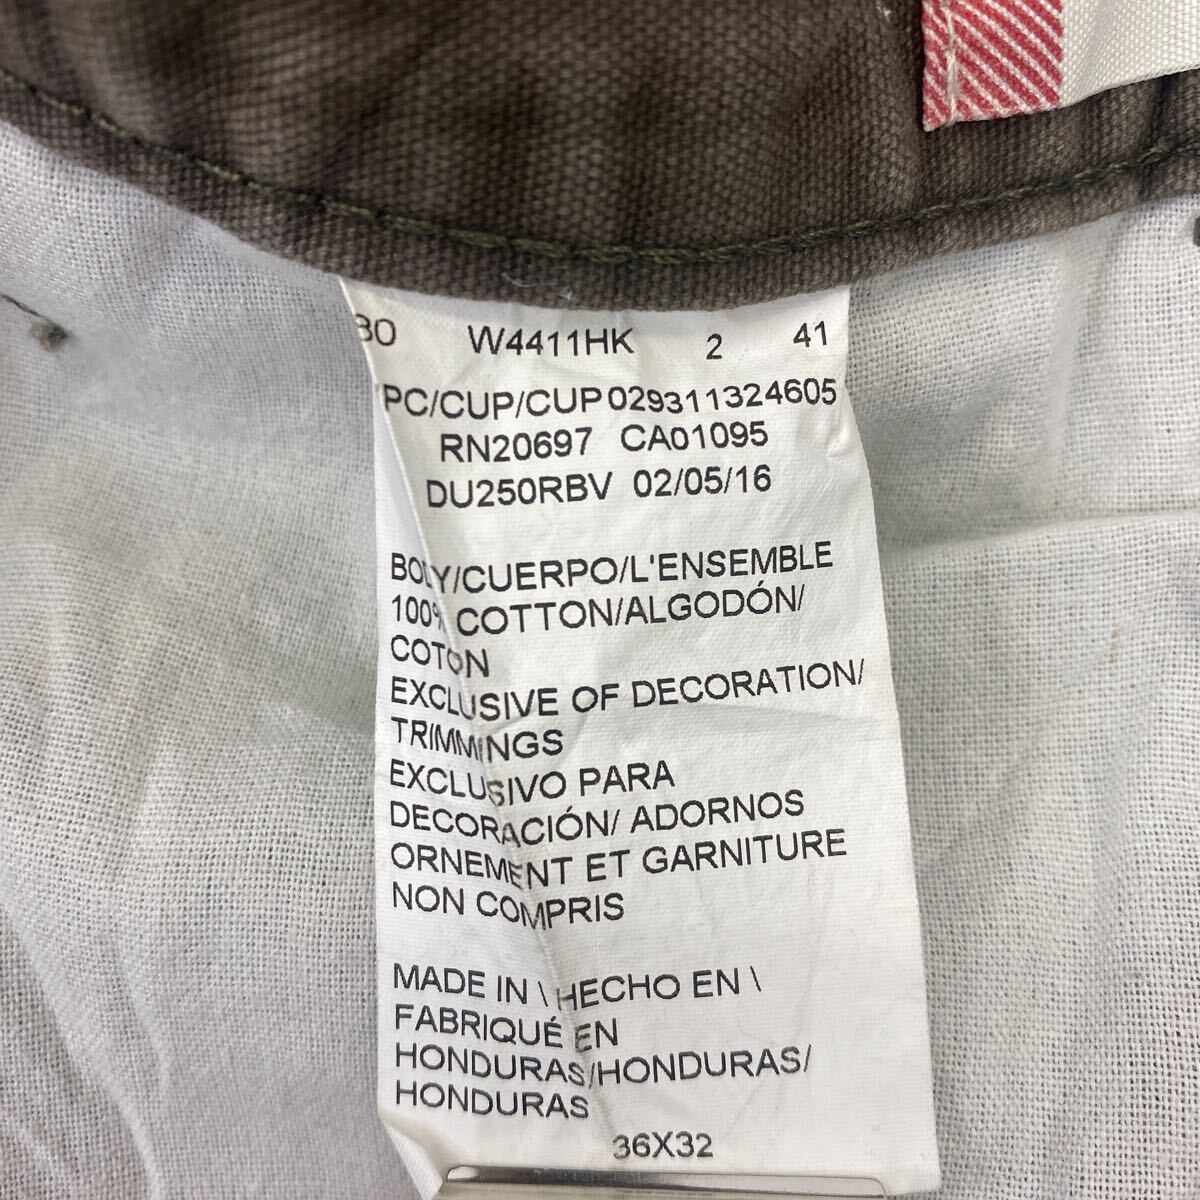 W4411HK 2 41
PC/CUP/CUP 029311324605
RN20697 CA01095
DU250RBV 02/05/16
BODY/CUERPO/L'ENSEMBLE
100% COTTON/ALGODÓN/
COTON
EXCLUSIVE OF DECORATION/
TRIMMINGS
EXCLUSIVO PARA
DECORACIÓN/ ADORNOS
ORNEMENT ET GARNITURE
NON COMPRIS
MADE IN \ HECHO EN \
FABRIQUÉ EN
HONDURAS/HONDURAS/
HONDURAS
36X32